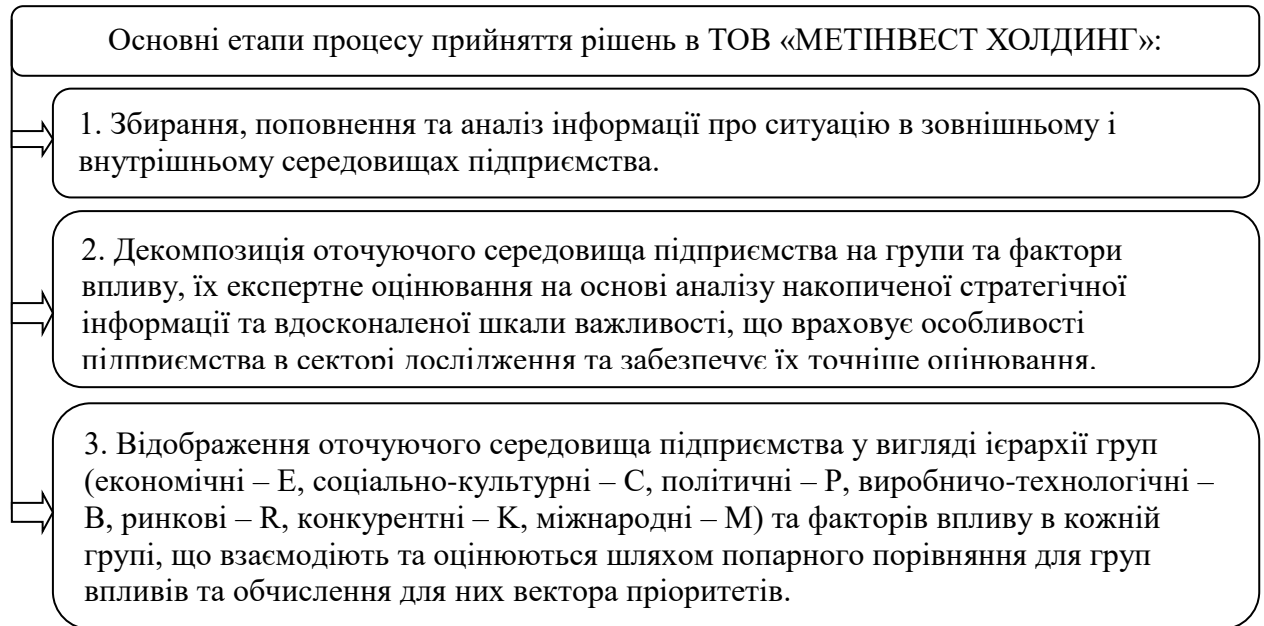 Основні етапи процесу прийняття рішень в ТОВ «МЕТІНВЕСТ ХОЛДИНГ»:
1. Збирання, поповнення та аналіз інформації про ситуацію в зовнішньому і
внутрішньому середовищах підприємства.
2. Декомпозиція оточуючого середовища підприємства на групи та фактори
впливу, їх експертне оцінювання на основі аналізу накопиченої стратегічної
інформації та вдосконаленої шкали важливості, що враховує особливості
підприємства в секторі дослідження та забезпечує їх точніше оцінювання.
3. Відображення оточуючого середовища підприємства у вигляді ієрархії груп
(економічні – E, соціально-культурні – C, політичні – P, виробничо-технологічні –
B, ринкові – R, конкурентні – K, міжнародні – M) та факторів впливу в кожній
групі, що взаємодіють та оцінюються шляхом попарного порівняння для груп
впливів та обчислення для них вектора пріоритетів.